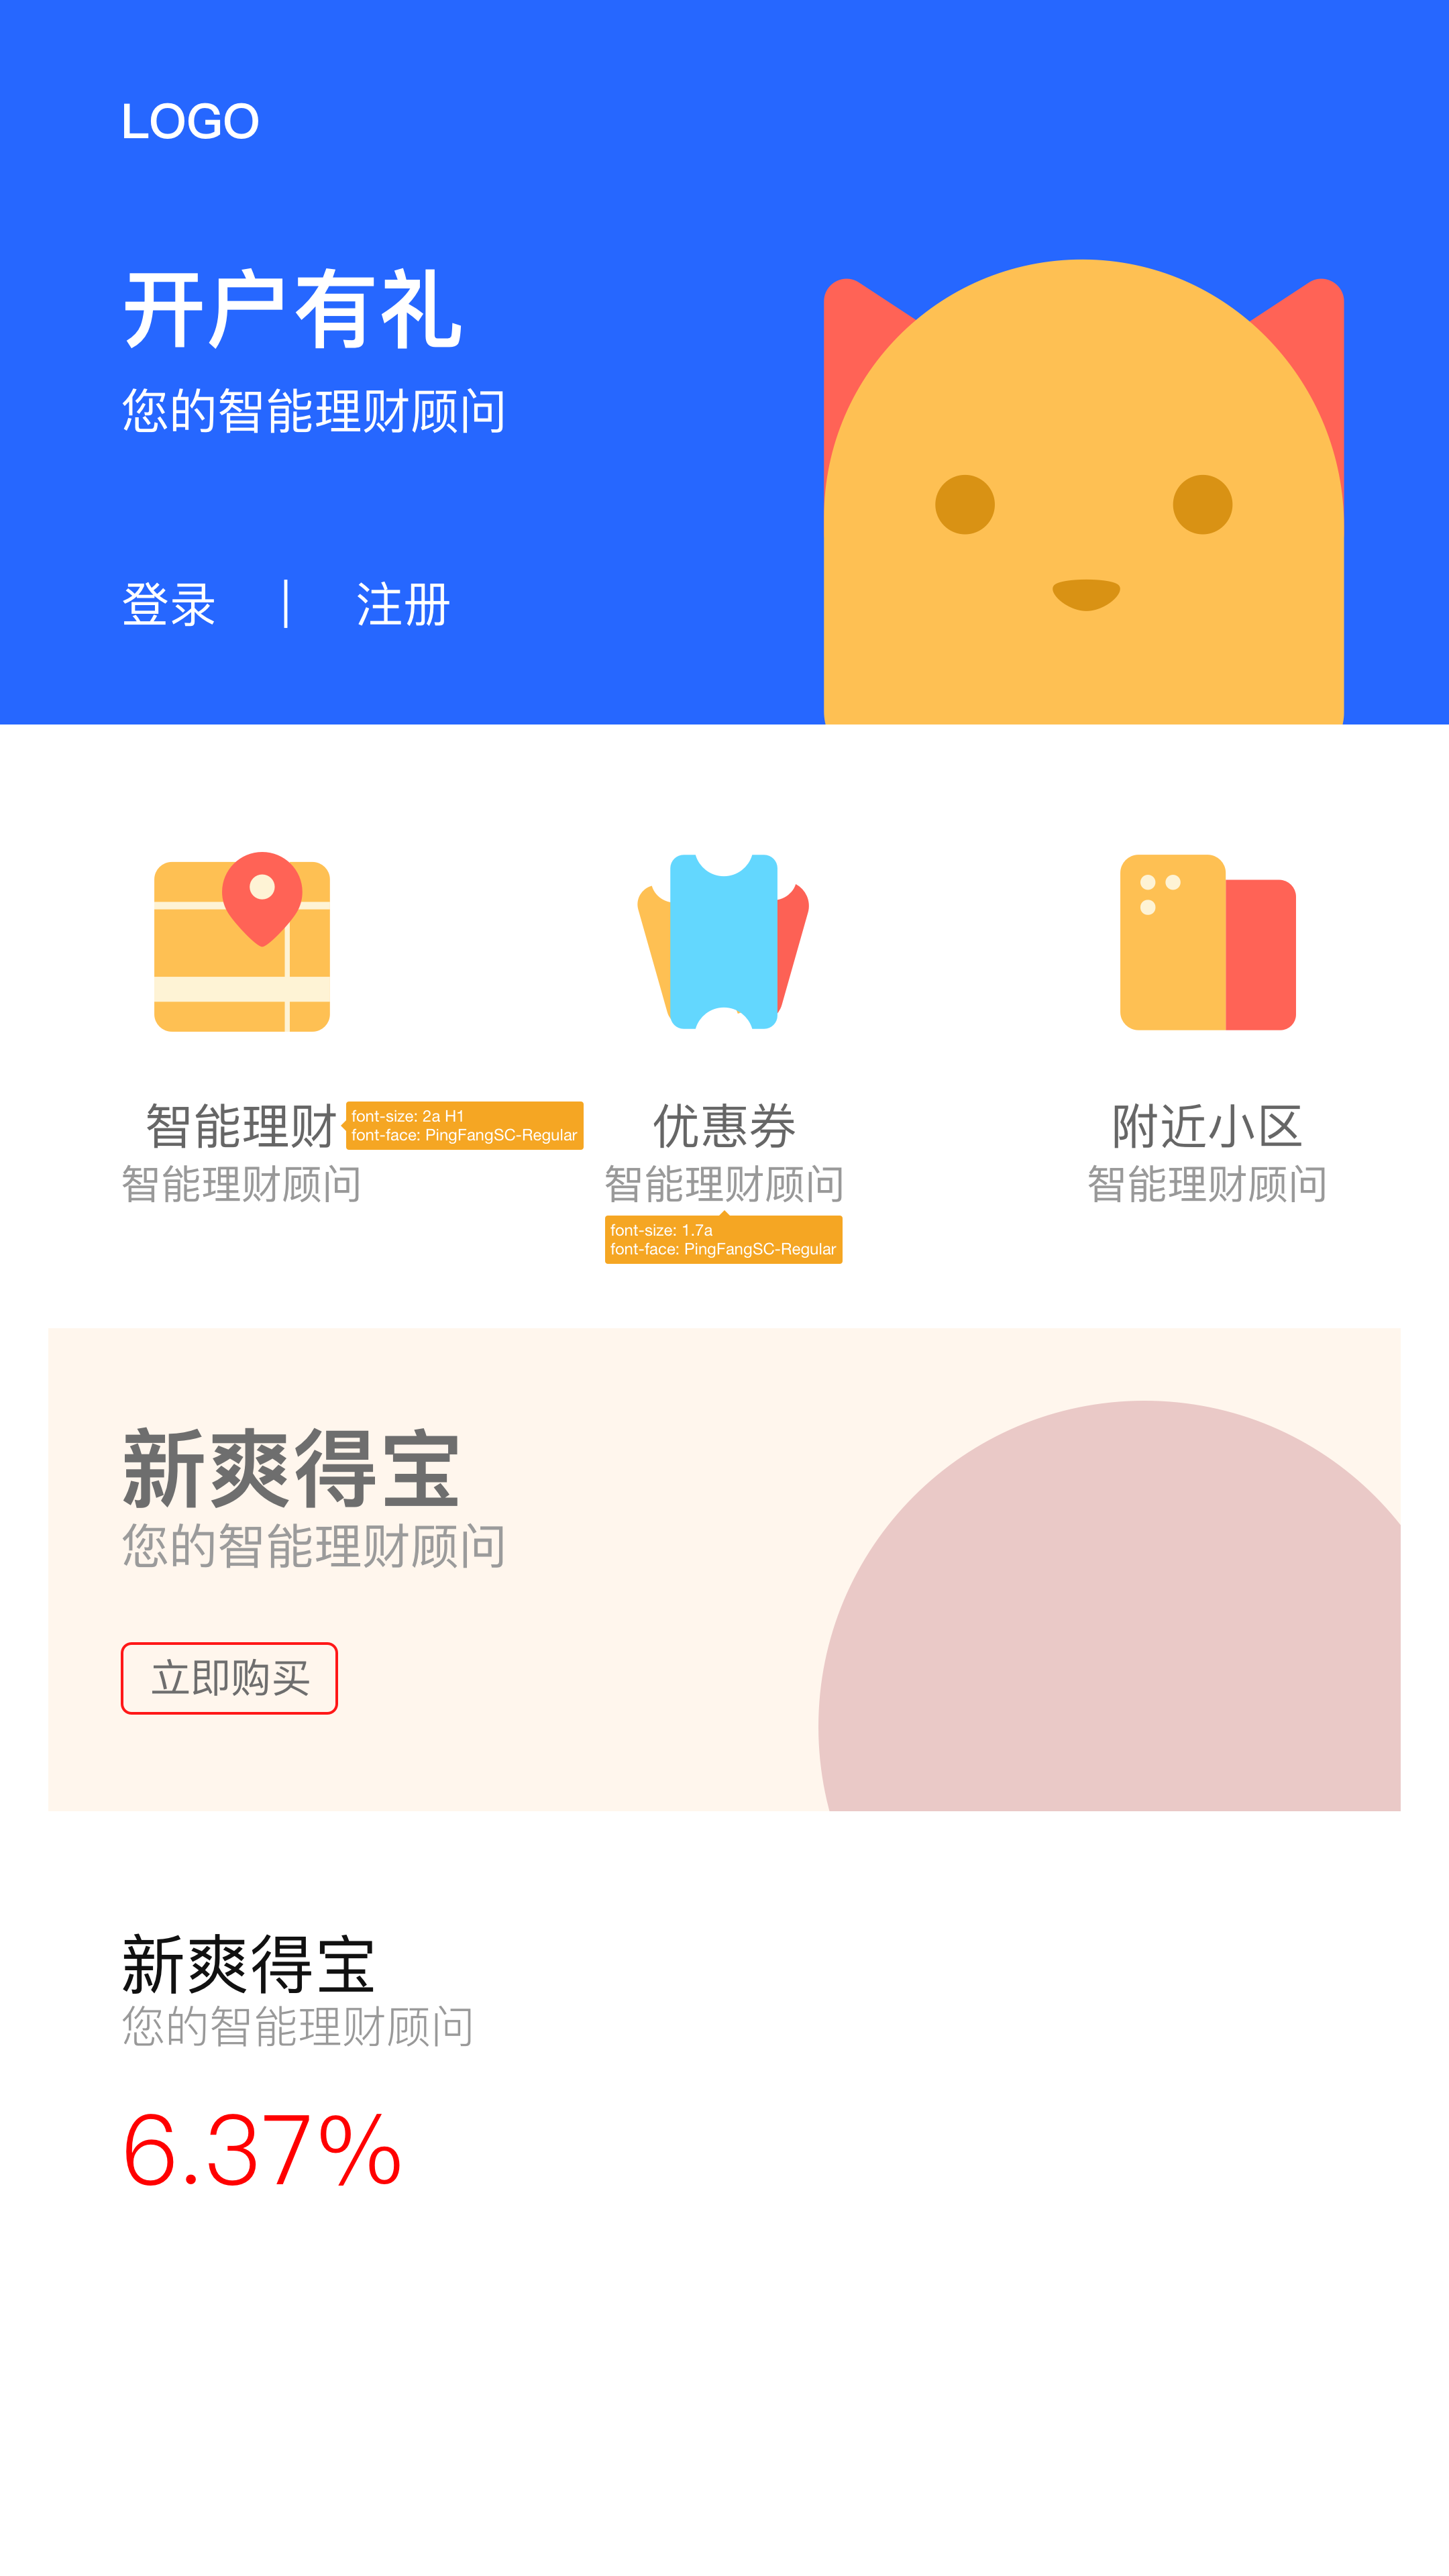 LOGO
开户有礼
您的智能理财顾问
登录 | 注册
智能理财
font-size: 2a H1
font-face: PingFangSC-Regular
智能理财顾问
优惠券
智能理财顾问
font-size: 1.7a
font-face: PingFangSC-Regular
附近小区
智能理财顾问
新爽得宝
您的智能理财顾问
立即购买
新爽得宝
您的智能理财顾问
6.37%